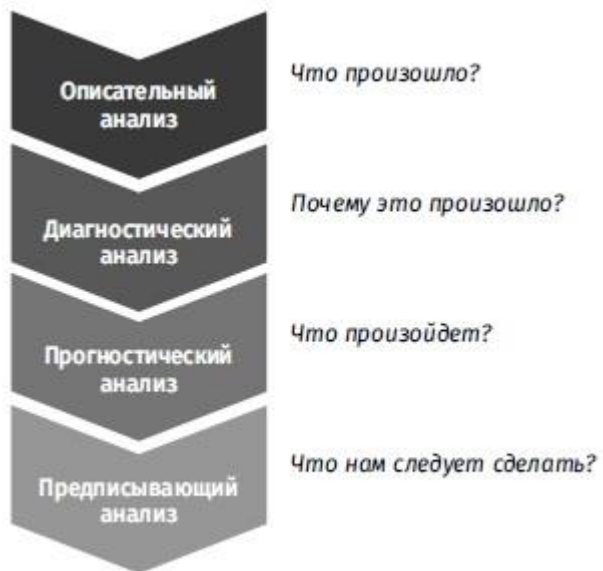 Описательный
анализ
Что произошло?
Диагностический
анализ
Почему это произошло?
Прогностический
анализ
Что произойдет?
Предписывающий
анализ
Что нам следует сделать?